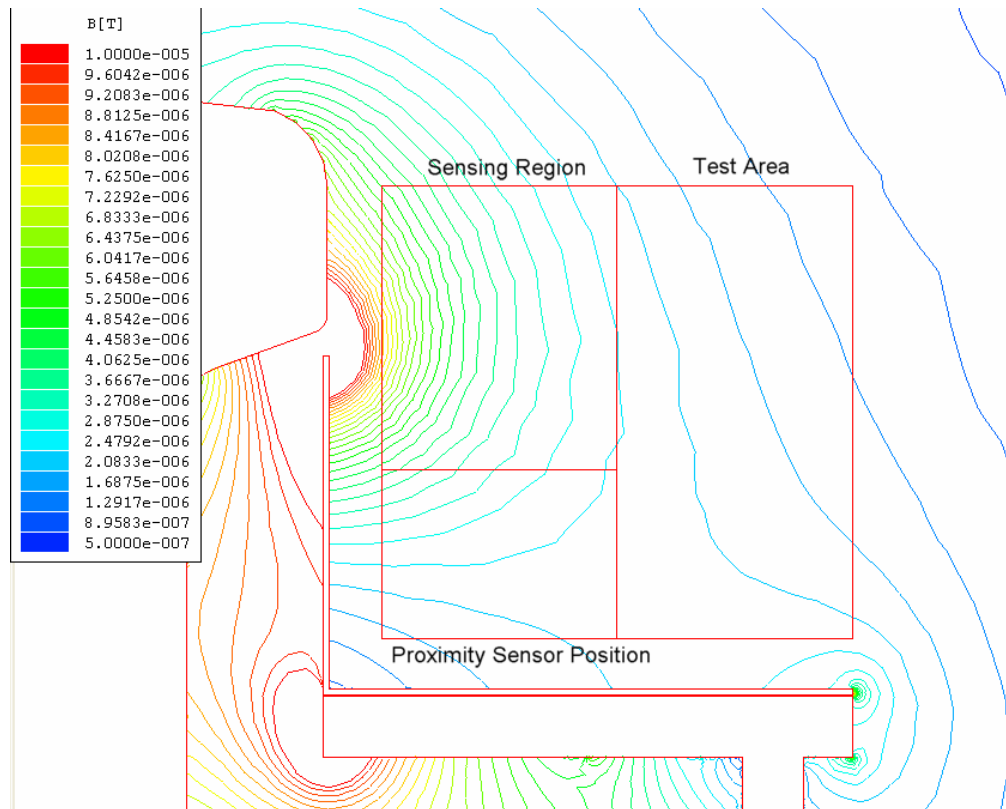 B[T]
1.0000e-005
9.6042e-006
9.2083e-006
8.8125e-006
8.4167e-006
8.0208e-006
7.6250e-006
7.2292e-006
6.8333e-006
6.4375e-006
6.0417e-006
5.6458e-006
5.2500e-006
4.8542e-006
4.4583e-006
4.0625e-006
3.6667e-006
3.2708e-006
2.8750e-006
2.4792e-006
2.0833e-006
1.6875e-006
1.2917e-006
8.9583e-007
5.0000e-007
Sensing Region
Test Area
Proximity Sensor Position